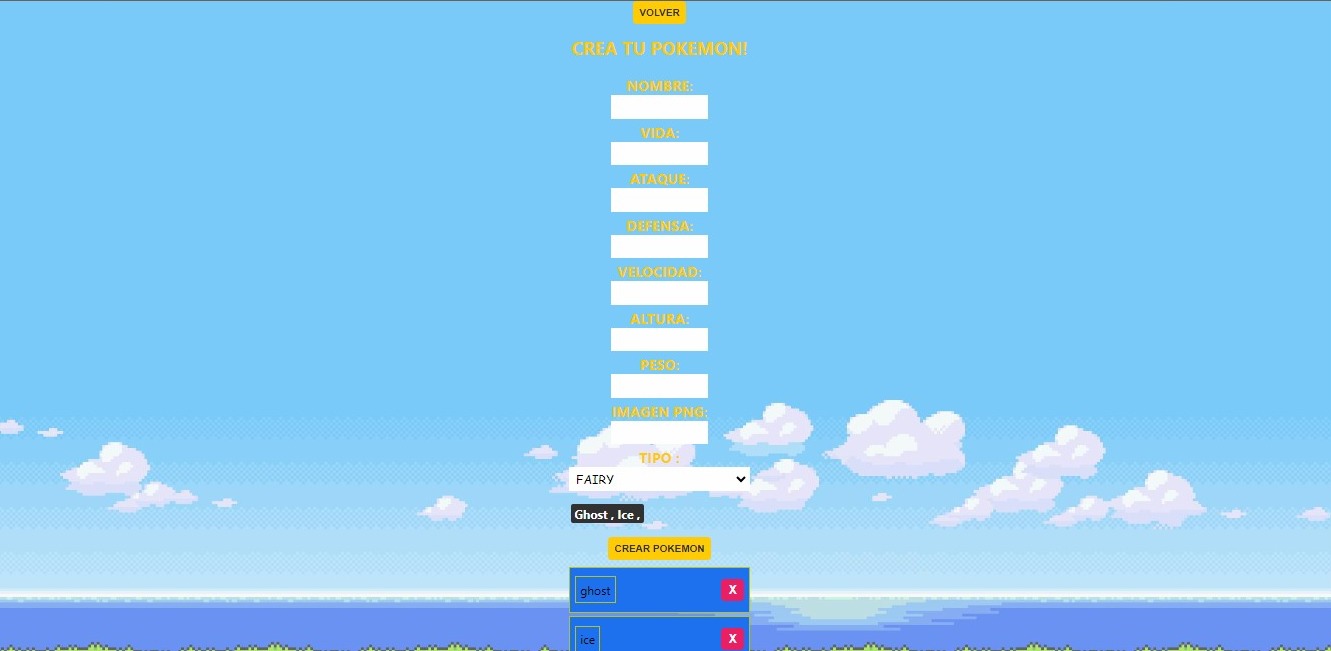 VOLVER
CREA TU POKEMON!
NOMBRE:
VIDA:
ATAQUE:
DEFENSA:
VELOCIDAD:
ALTURA:
PESO:
IMAGEN PNG:
TIPO :
FAIRY
Ghost , Ice ,
CREAR POKEMON
ghost X
ice X